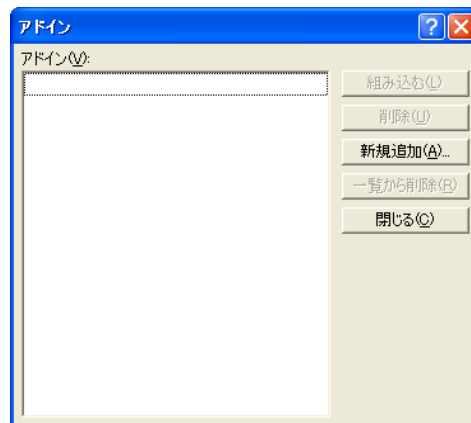 アドイン
アドイン(V):
組み込む(L)
削除(U)
新規追加(A)...
一覧から削除(R)
閉じる(C)